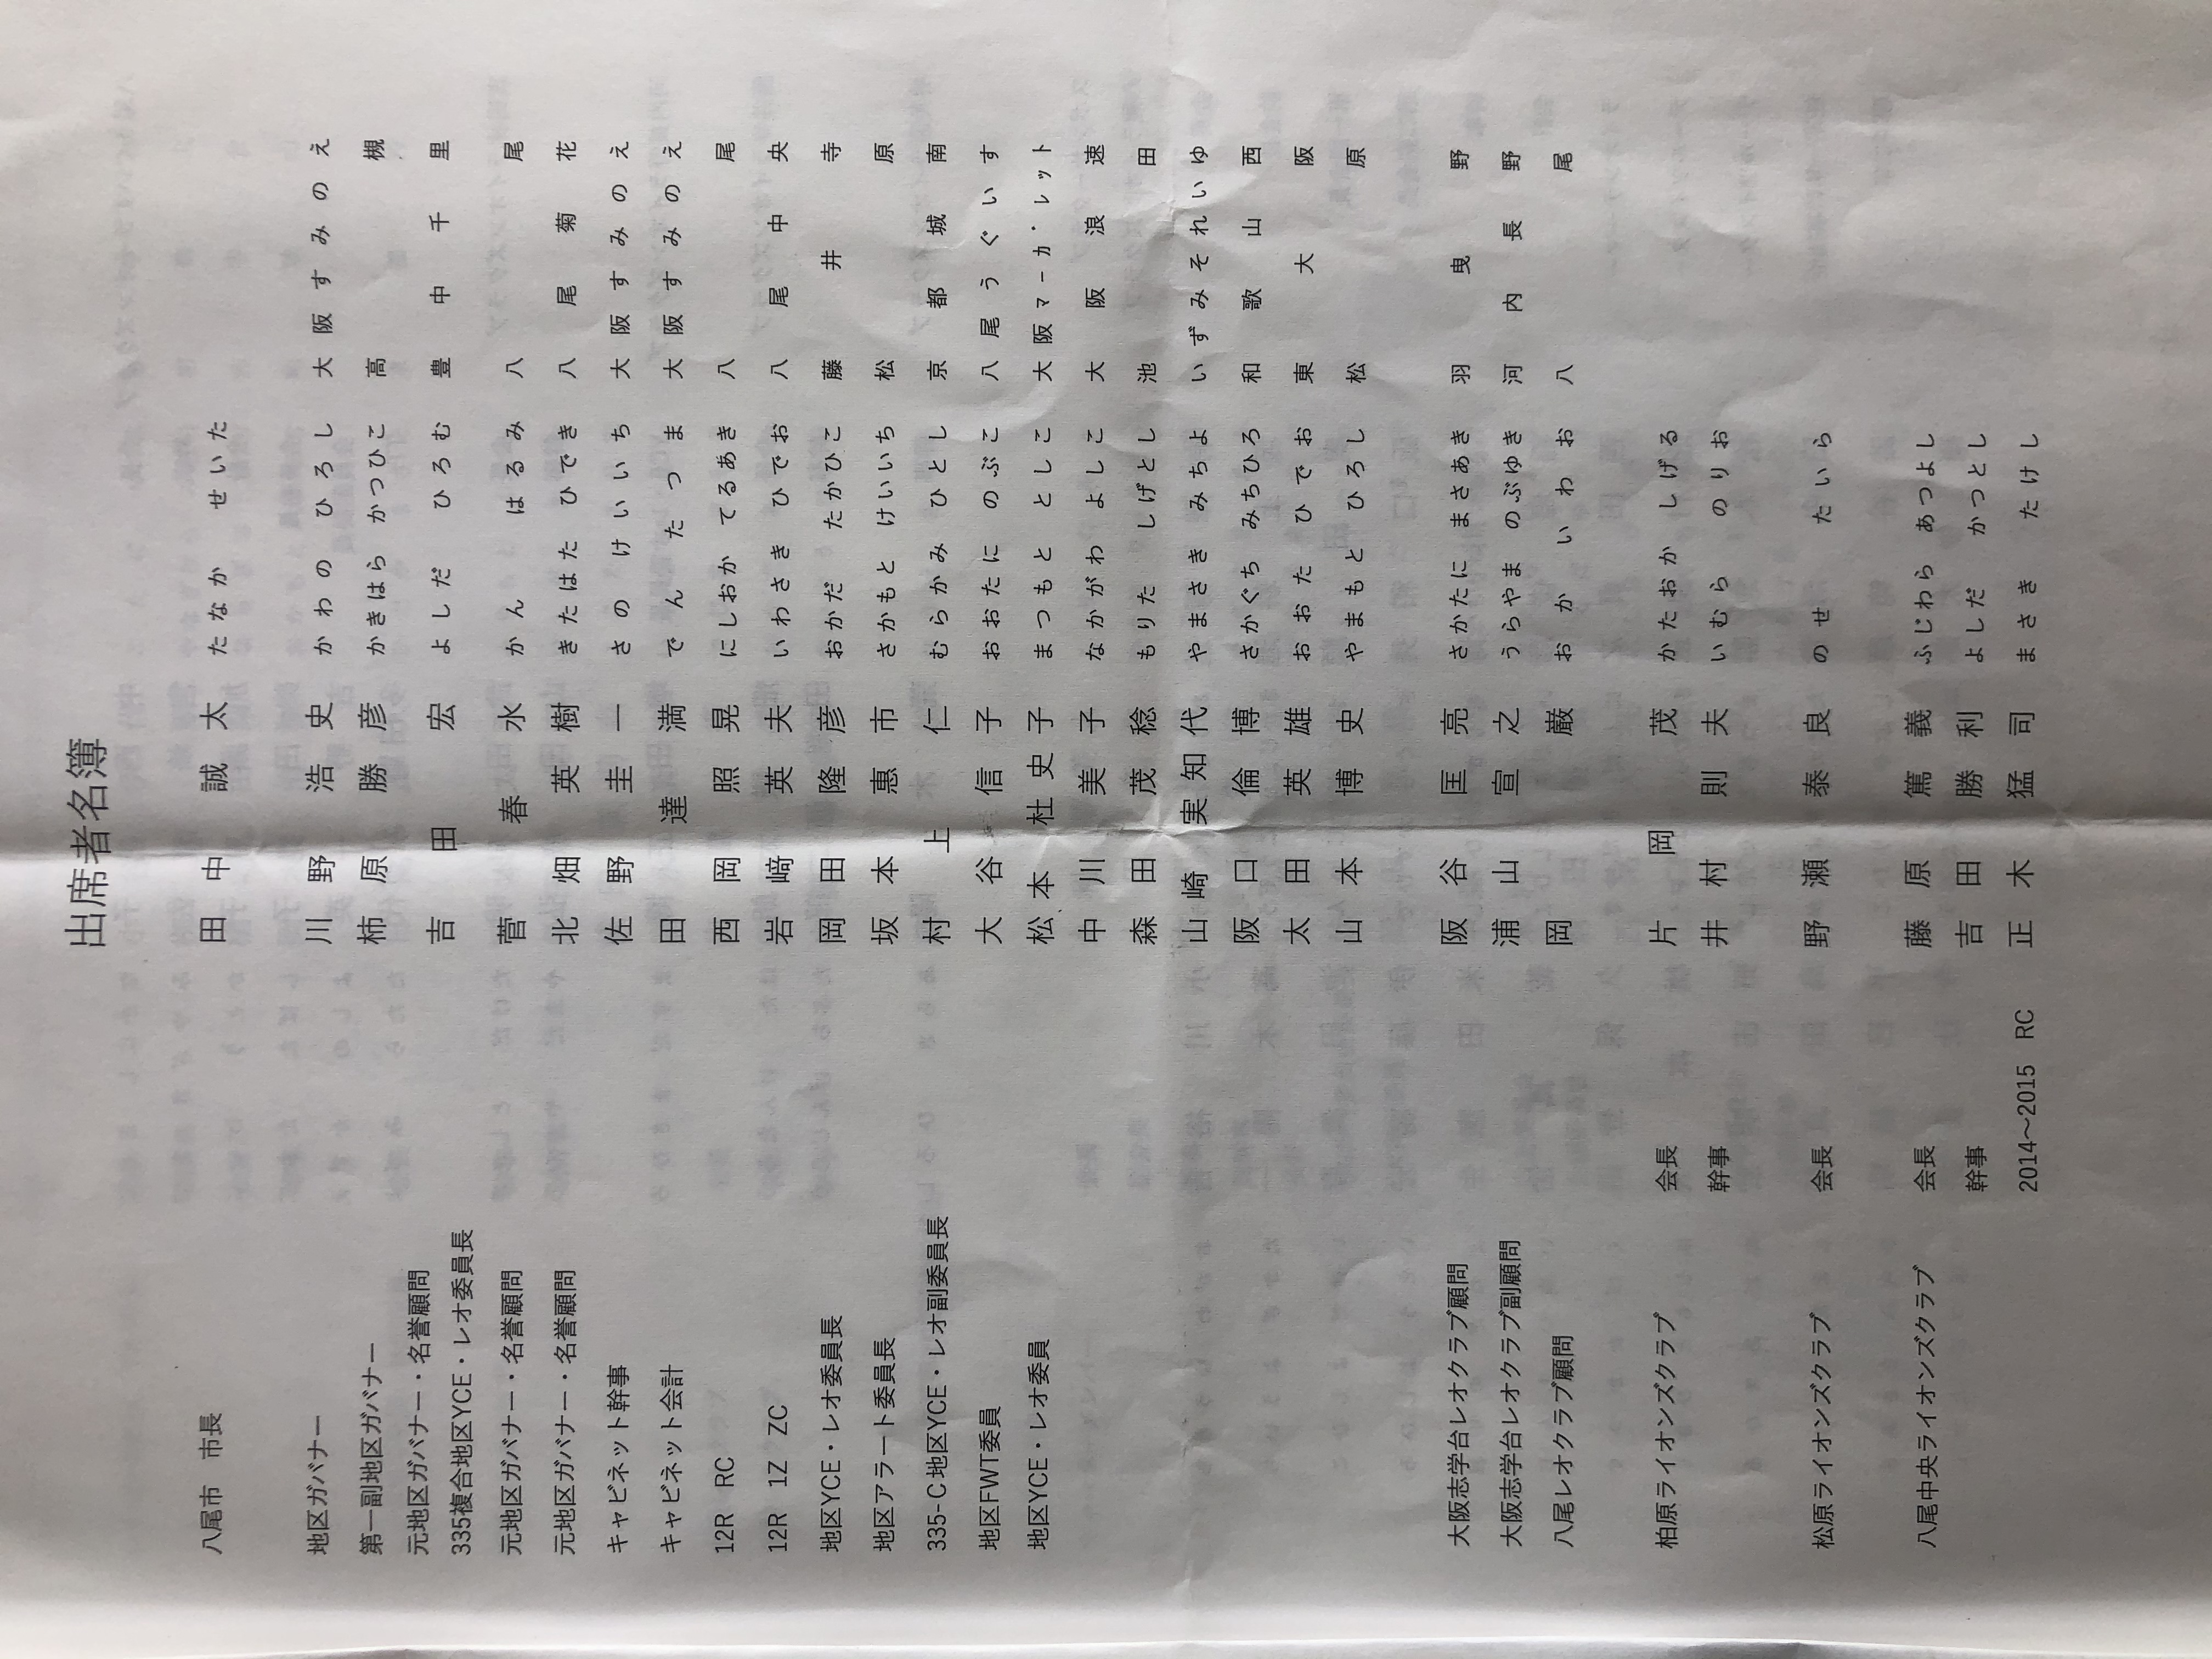 出席者名簿
八尾市 市長 田中 誠太 たなか せいた
地区ガバナー 川野 浩史 かわの ひろし 大阪すみのえ
第一副地区ガバナー 柿原 勝彦 かきはら かつひこ 高槻
元地区ガバナー・名誉顧問
335複合地区YCE・レオ委員長 吉田 宏 よしだ ひろむ 豊中千里
元地区ガバナー・名誉顧問 菅 春水 かん はるみ 八尾
元地区ガバナー・名誉顧問 北畑 英樹 きたはた ひでき 八尾菊花
キャビネット幹事 佐野 圭一 さの けいいち 大阪すみのえ
キャビネット会計 田 達満 でん たつま 大阪すみのえ
12R RC 西岡 照晃 にしおか てるあき 八尾
12R 1Z ZC 岩﨑 英夫 いわさき ひでお 八尾中央
地区YCE・レオ委員長 岡田 隆彦 おかだ たかひこ 藤井寺
地区アラート委員長 坂本 惠市 さかもと けいいち 松原
335-C地区YCE・レオ副委員長 村上 仁 むらかみ ひとし 京都城南
地区FWT委員 大谷 信子 おおたに のぶこ 八尾うぐいす
地区YCE・レオ委員 松本 杜史子 まつもと としこ 大阪マーガレット
中川 美子 なかがわ よしこ 大阪浪速
森田 茂稔 もりた しげとし 池田
山崎 実知代 やまさき みちよ いずみそれいゆ
阪口 倫博 さかぐち みちひろ 和歌山西
太田 英雄 おおた ひでお 東大阪
山本 博史 やまもと ひろし 松原
大阪志学台レオクラブ顧問 阪谷 匡亮 さかたに まさあき 羽曳野
大阪志学台レオクラブ副顧問 浦山 宣之 うらやま のぶゆき 河内長野
八尾レオクラブ顧問 岡 巌 おか いわお 八尾
柏原ライオンズクラブ 会長 片岡 茂 かたおか しげる
幹事 井村 則夫 いむら のりお
松原ライオンズクラブ 会長 野瀬 泰良 のせ たいら
八尾中央ライオンズクラブ 会長 藤原 篤義 ふじわら あつよし
幹事 吉田 勝利 よしだ かつとし
2014～2015 RC 正木 猛司 まさき たけし